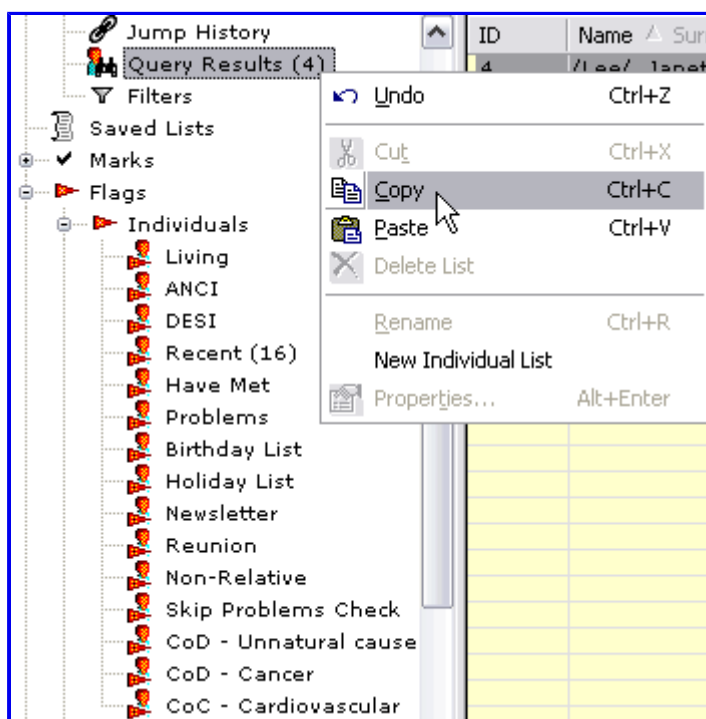 Jump History
Query Results (4)
Filters
Saved Lists
Marks
Flags
Individuals
Living
ANCI
DESI
Recent (16)
Have Met
Problems
Birthday List
Holiday List
Newsletter
Reunion
Non-Relative
Skip Problems Check
CoD - Unnatural cause
CoD - Cancer
CoC - Cardiovascular
Undo Ctrl+Z
Cut Ctrl+X
Copy Ctrl+C
Paste Ctrl+V
Delete List
Rename Ctrl+R
New Individual List
Properties... Alt+Enter
ID Name Sur
4 /Lee/ Janet